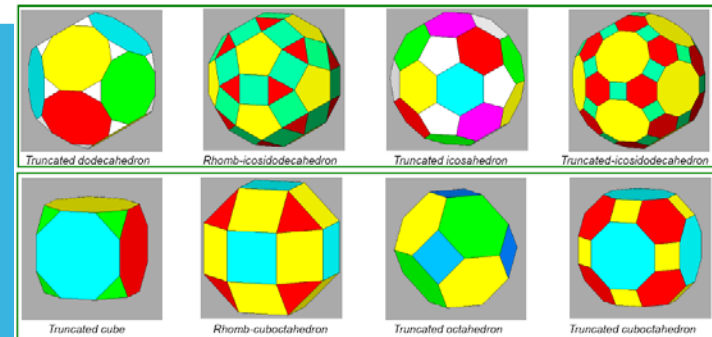 Truncated dodecahedron
Rhomb-icosidodecahedron
Truncated icosahedron
Truncated-icosidodecahedron
Truncated cube
Rhomb-cuboctahedron
Truncated octahedron
Truncated cuboctahedron